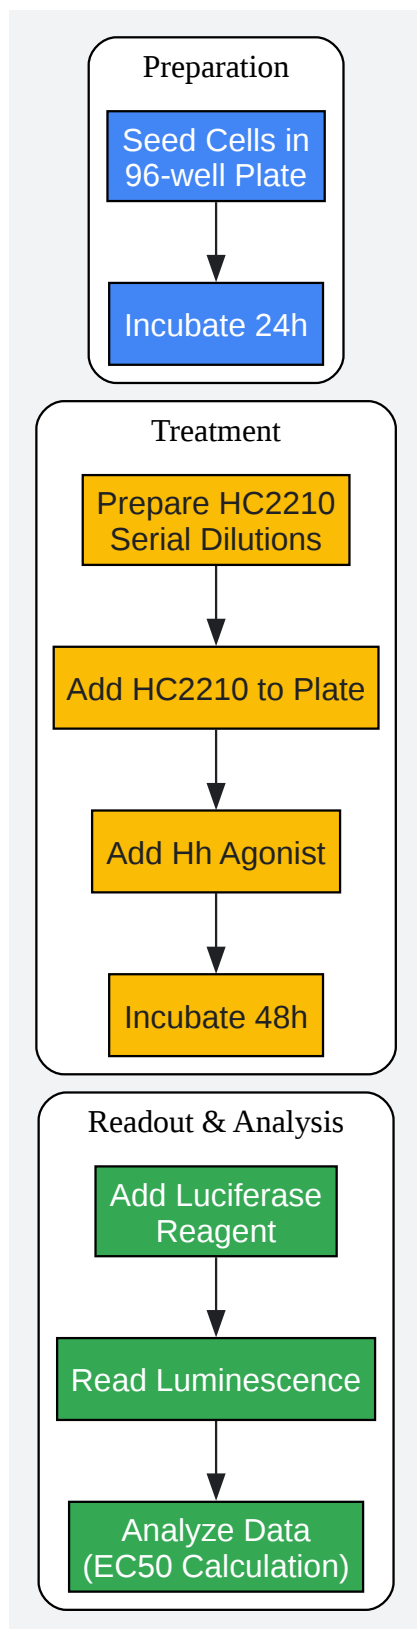 Preparation
Seed Cells in
96-well Plate
Incubate 24h
Treatment
Prepare HC2210
Serial Dilutions
Add HC2210 to Plate
Add Hh Agonist
Incubate 48h
Readout & Analysis
Add Luciferase
Reagent
Read Luminescence
Analyze Data
(EC50 Calculation)